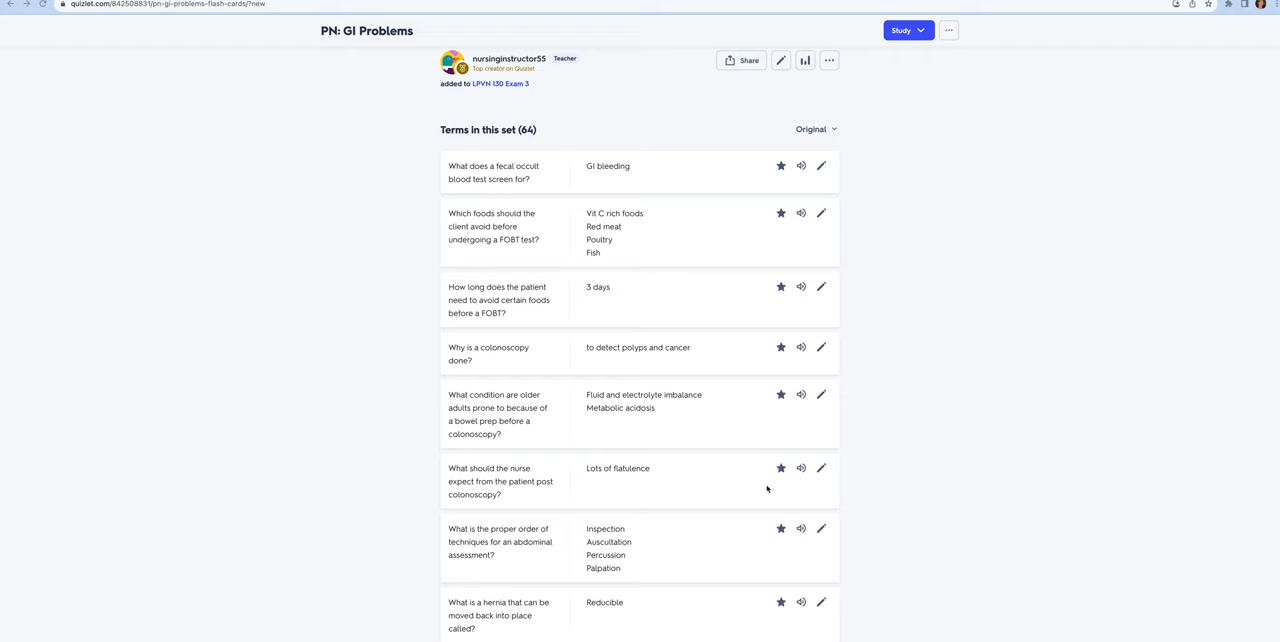 quizlet.com/842508831/pn-gi-problems-flash-cards/?new
PN: GI Problems
Study
nursinginstructor55 Teacher
Top creator on Quizlet
Share
added to LPVN 130 Exam 3
Terms in this set (64)
Original
What does a fecal occult
blood test screen for?
GI bleeding
Which foods should the
client avoid before
undergoing a FOBT test?
Vit C rich foods
Red meat
Poultry
Fish
How long does the patient
need to avoid certain foods
before a FOBT?
3 days
Why is a colonoscopy
done?
to detect polyps and cancer
What condition are older
adults prone to because of
a bowel prep before a
colonoscopy?
Fluid and electrolyte imbalance
Metabolic acidosis
What should the nurse
expect from the patient post
colonoscopy?
Lots of flatulence
What is the proper order of
techniques for an abdominal
assessment?
Inspection
Auscultation
Percussion
Palpation
What is a hernia that can be
moved back into place
called?
Reducible